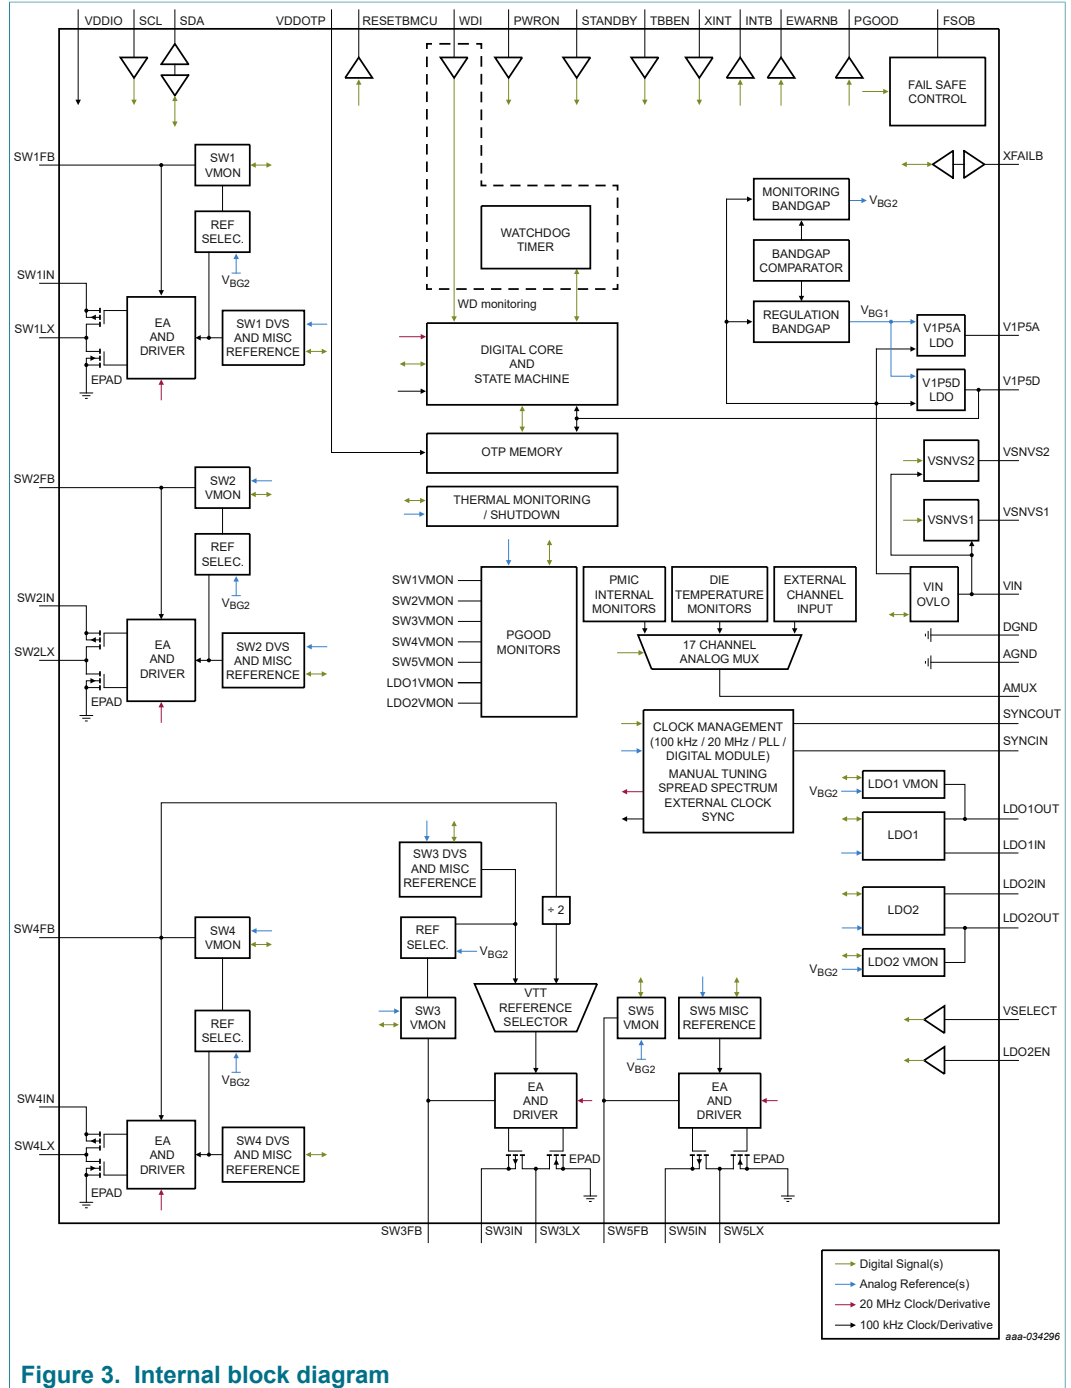 VDDIO SCL SDA VDDOTP RESETBMCU WDI PWRON STANDBY TBBEN XINT INTB EWARNB PGOOD FSOB
FAIL SAFE
CONTROL
SW1FB
SW1
VMON
XFAILB
MONITORING
BANDGAP
VBG2
REF
SELEC.
WATCHDOG
TIMER
BANDGAP
COMPARATOR
VBG2
SW1IN
WD monitoring
EA
AND
DRIVER
SW1 DVS
AND MISC
REFERENCE
REGULATION
BANDGAP
VBG1
V1P5A
LDO
V1P5A
SW1LX
EPAD
DIGITAL CORE
AND
STATE MACHINE
V1P5D
LDO
V1P5D
OTP MEMORY
SW2FB
SW2
VMON
VSNVS2
VSNVS2
THERMAL MONITORING
/ SHUTDOWN
VSNVS1
VSNVS1
REF
SELEC.
VBG2
SW1VMON
SW2VMON
SW3VMON
SW4VMON
SW5VMON
LDO1VMON
LDO2VMON
PGOOD
MONITORS
PMIC
INTERNAL
MONITORS
DIE
TEMPERATURE
MONITORS
EXTERNAL
CHANNEL
INPUT
VIN
OVLO
VIN
SW2IN
SW2LX
EA
AND
DRIVER
SW2 DVS
AND MISC
REFERENCE
EPAD
17 CHANNEL
ANALOG MUX
DGND
AGND
AMUX
CLOCK MANAGEMENT
(100 kHz / 20 MHz / PLL /
DIGITAL MODULE)
MANUAL TUNING
SPREAD SPECTRUM
EXTERNAL CLOCK
SYNC
SYNCOUT
SYNCIN
LDO1 VMON
VBG2
LDO1OUT
LDO1
LDO1IN
SW3 DVS
AND MISC
REFERENCE
÷ 2
LDO2IN
LDO2
LDO2OUT
LDO2 VMON
VBG2
SW4FB
SW4
VMON
REF
SELEC.
VBG2
VTT
REFERENCE
SELECTOR
SW3
VMON
SW5
VMON
SW5 MISC
REFERENCE
VBG2
VSELECT
LDO2EN
REF
SELEC.
VBG2
SW4IN
SW4LX
EA
AND
DRIVER
SW4 DVS
AND MISC
REFERENCE
EPAD
EA
AND
DRIVER
EPAD
EA
AND
DRIVER
EPAD
SW3FB SW3IN SW3LX SW5FB SW5IN SW5LX
Digital Signal(s)
Analog Reference(s)
20 MHz Clock/Derivative
100 kHz Clock/Derivative
aaa-034296
Figure 3. Internal block diagram